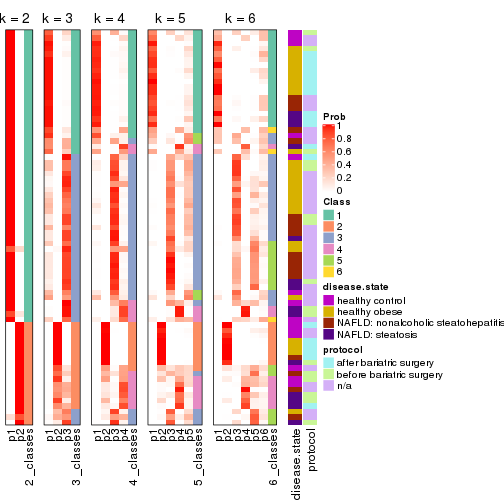 k = 2
k = 3
k = 4
k = 5
k = 6
Prob
1
0.8
0.6
0.4
0.2
0
Class
1
2
3
4
5
6
disease.state
healthy control
healthy obese
NAFLD: nonalcoholic steatohepatitis
NAFLD: steatosis
protocol
after bariatric surgery
before bariatric surgery
n/a
p1
p2
2_classes
p1
p2
p3
3_classes
p1
p2
p3
p4
4_classes
p1
p2
p3
p4
p5
5_classes
p1
p2
p3
p4
p5
p6
6_classes
disease.state
protocol